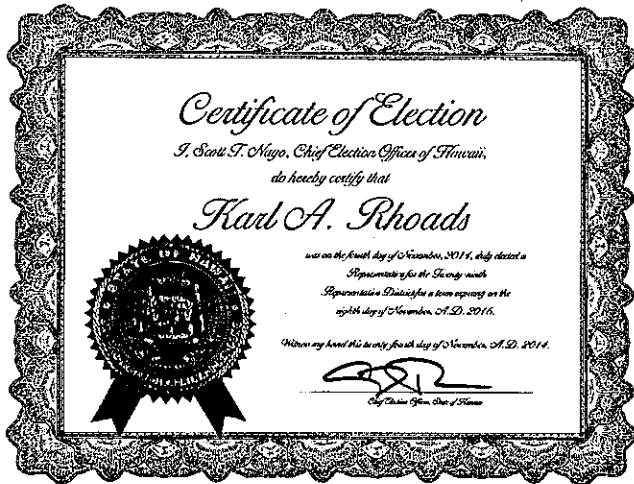 Certificate of Election
I, Scott T. Nago, Chief Election Officer of Hawaii,
do hereby certify that
Karl A. Rhoads
was on the fourth day of November, 2014, duly elected a
Representative for the Twenty-ninth
Representative District for a term expiring on the
eighth day of November, A.D. 2016.
Witness my hand this twenty-fourth day of November, A.D. 2014.
Chief Election Officer, State of Hawaii
STATE OF HAWAII